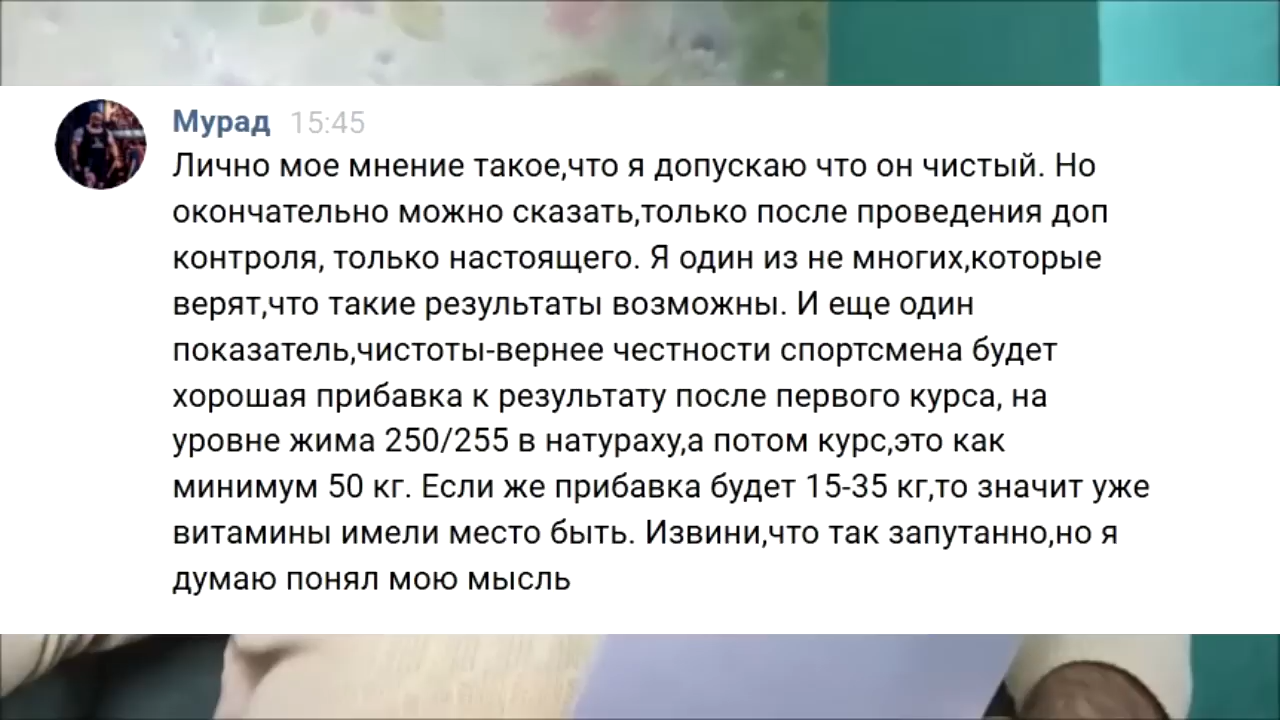 Мурад 15:45
Лично мое мнение такое,что я допускаю что он чистый. Но
окончательно можно сказать,только после проведения доп
контроля, только настоящего. Я один из не многих,которые
верят,что такие результаты возможны. И еще один
показатель,чистоты-вернее честности спортсмена будет
хорошая прибавка к результату после первого курса, на
уровне жима 250/255 в натураху,а потом курс,это как
минимум 50 кг. Если же прибавка будет 15-35 кг,то значит уже
витамины имели место быть. Извини,что так запутанно,но я
думаю понял мою мысль